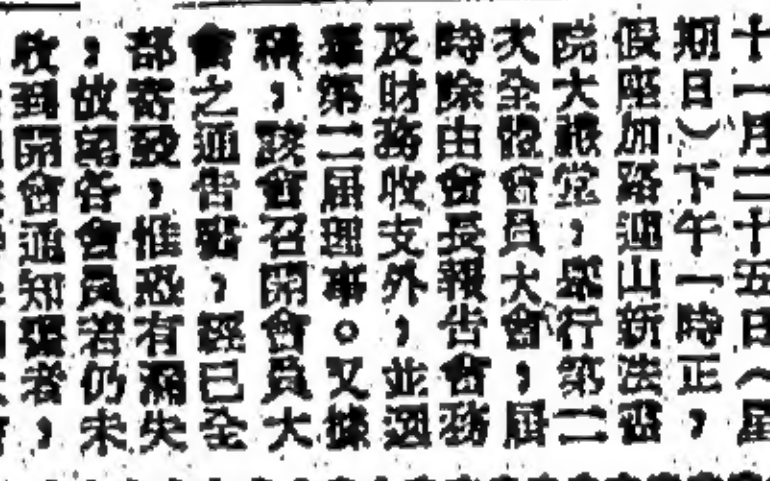 十一月二十五日（星
期日）下午一時正，
假座加路連山新法書
院大禮堂，舉行第二
次全體會員大會，屆
時除由會長報告會務
及財務收支外，並選
舉第二屆理事。又據
稱，該會召開會員大
會之通告書，經已全
部寄發，惟恐有漏失
，故紹各會員若仍未
收到開會通知書者，